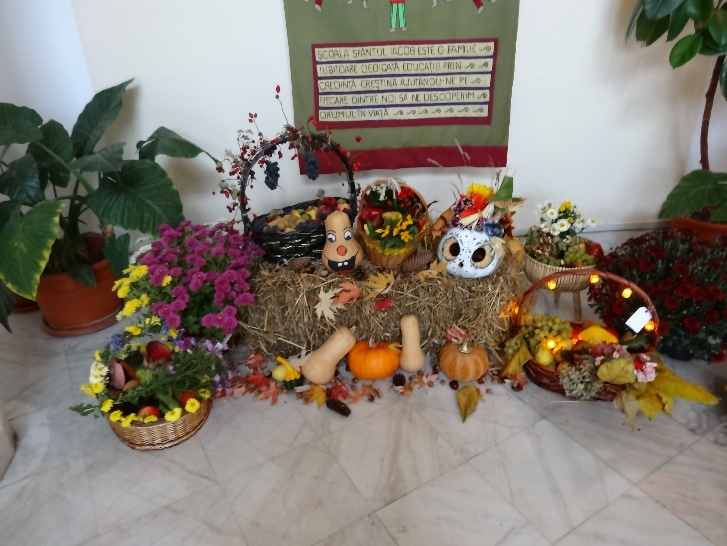 ȘCOALA SFÂNTUL IACOB ESTE O FAMILIE
IUBITOARE DEDICATĂ EDUCAȚIEI PRIN
CREDINȚA CREȘTINĂ AJUTÂNDU-NE PE
FIECARE DINTRE NOI SĂ NE DESCOPERIM
DRUMUL ÎN VIAȚĂ